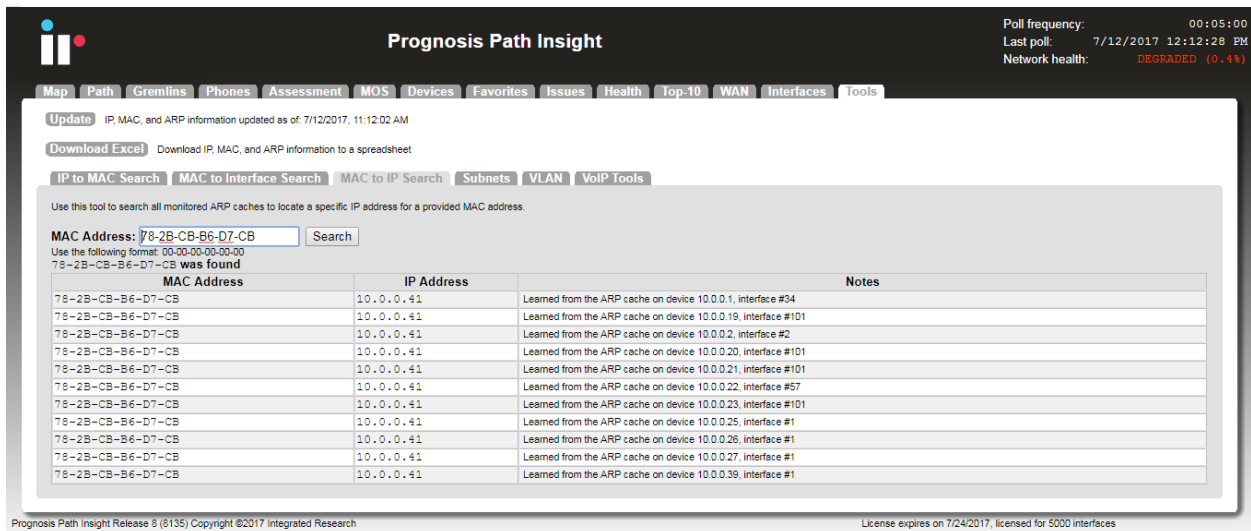 ir
Prognosis Path Insight
Poll frequency: 00:05:00
Last poll: 7/12/2017 12:12:28 PM
Network health: DEGRADED (0.4%)
Map Path Gremlins Phones Assessment MOS Devices Favorites Issues Health Top-10 WAN Interfaces Tools
Update IP, MAC, and ARP information updated as of: 7/12/2017, 11:12:02 AM
Download Excel Download IP, MAC, and ARP information to a spreadsheet
IP to MAC Search MAC to Interface Search MAC to IP Search Subnets VLAN VoIP Tools
Use this tool to search all monitored ARP caches to locate a specific IP address for a provided MAC address.
MAC Address: 78-2B-CB-B6-D7-CB Search
Use the following format: 00-00-00-00-00-00
78-2B-CB-B6-D7-CB was found
MAC Address IP Address Notes
78-2B-CB-B6-D7-CB 10.0.0.41 Learned from the ARP cache on device 10.0.0.1, interface #34
78-2B-CB-B6-D7-CB 10.0.0.41 Learned from the ARP cache on device 10.0.0.19, interface #101
78-2B-CB-B6-D7-CB 10.0.0.41 Learned from the ARP cache on device 10.0.0.2, interface #2
78-2B-CB-B6-D7-CB 10.0.0.41 Learned from the ARP cache on device 10.0.0.20, interface #101
78-2B-CB-B6-D7-CB 10.0.0.41 Learned from the ARP cache on device 10.0.0.21, interface #101
78-2B-CB-B6-D7-CB 10.0.0.41 Learned from the ARP cache on device 10.0.0.22, interface #57
78-2B-CB-B6-D7-CB 10.0.0.41 Learned from the ARP cache on device 10.0.0.23, interface #101
78-2B-CB-B6-D7-CB 10.0.0.41 Learned from the ARP cache on device 10.0.0.25, interface #1
78-2B-CB-B6-D7-CB 10.0.0.41 Learned from the ARP cache on device 10.0.0.26, interface #1
78-2B-CB-B6-D7-CB 10.0.0.41 Learned from the ARP cache on device 10.0.0.27, interface #1
78-2B-CB-B6-D7-CB 10.0.0.41 Learned from the ARP cache on device 10.0.0.39, interface #1
Prognosis Path Insight Release 8 (8135) Copyright ©2017 Integrated Research License expires on 7/24/2017, licensed for 5000 interfaces